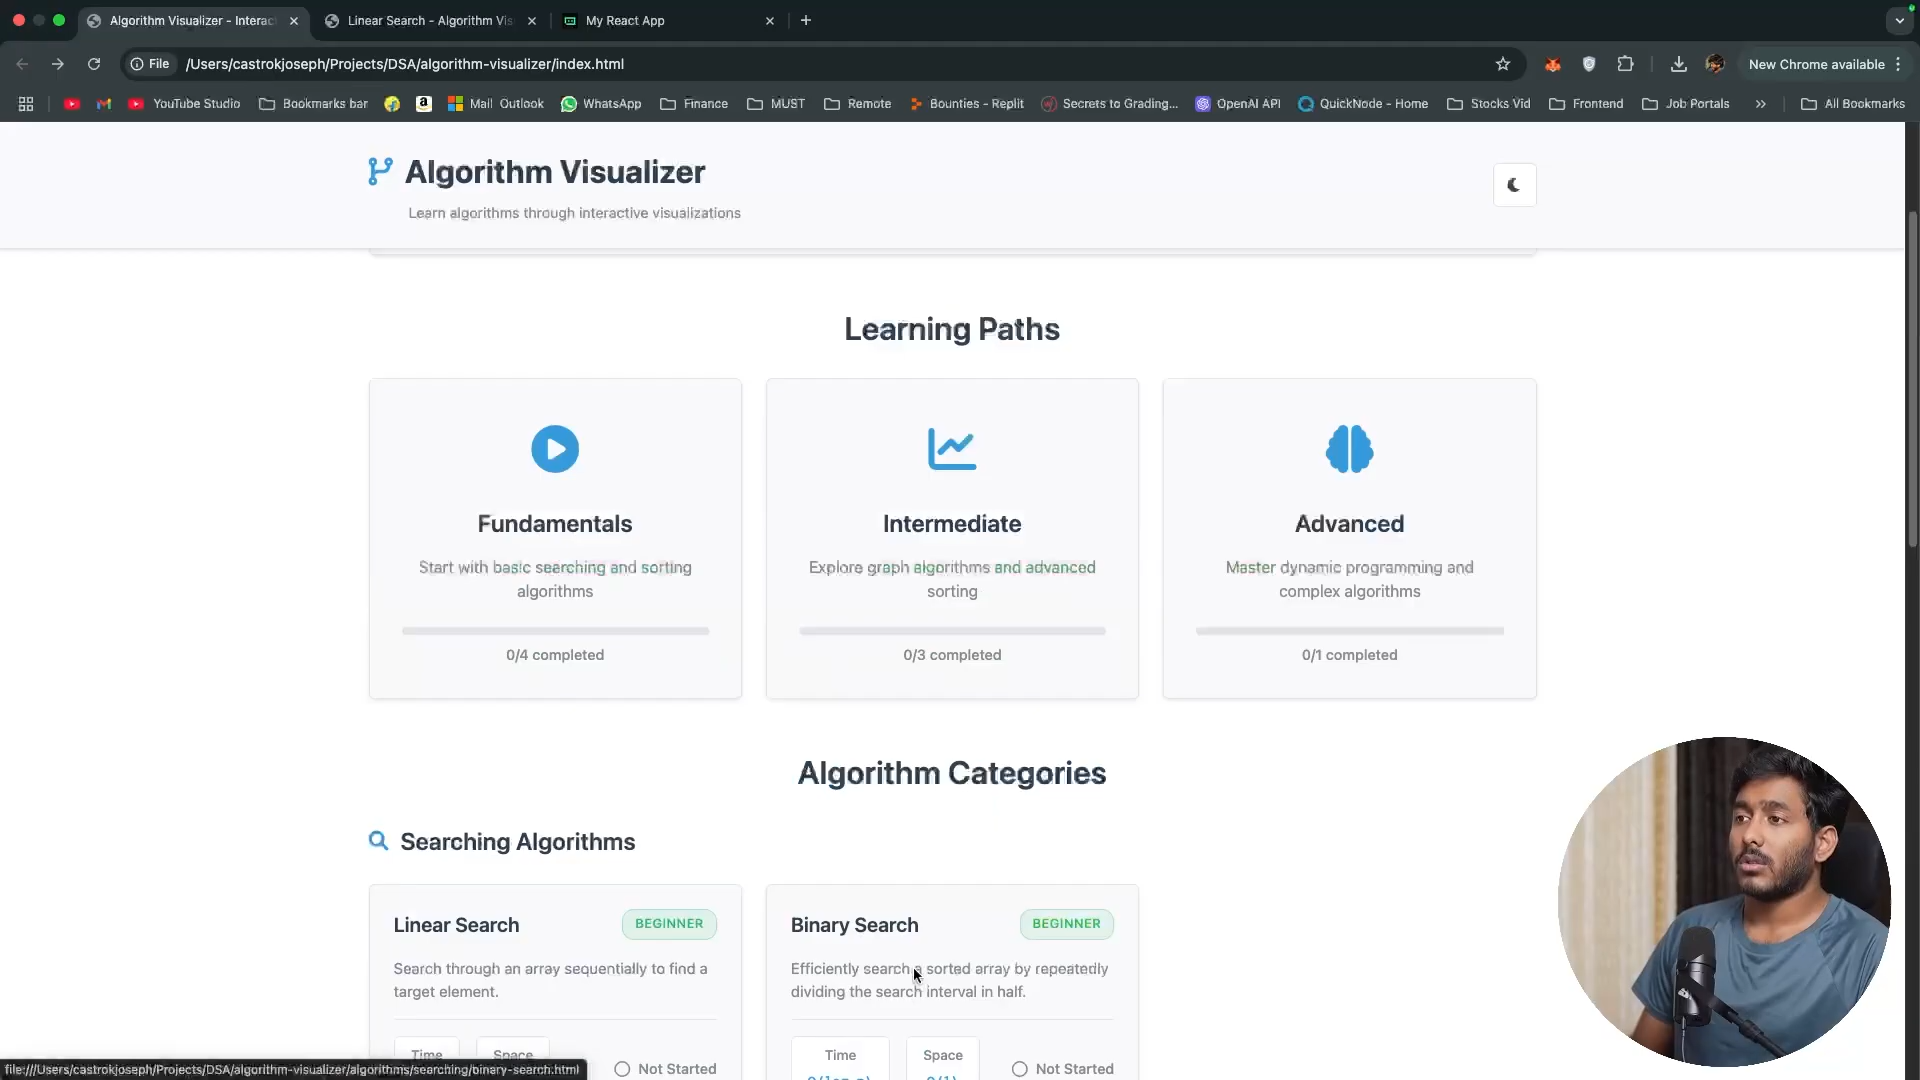 Algorithm Visualizer - Interac
Linear Search - Algorithm Vis
My React App
File
/Users/castrokjoseph/Projects/DSA/algorithm-visualizer/index.html
New Chrome available
YouTube Studio
Bookmarks bar
Mail
Outlook
WhatsApp
Finance
MUST
Remote
Bounties - Replit
Secrets to Grading...
OpenAI API
QuickNode - Home
Stocks Vid
Frontend
Job Portals
All Bookmarks
Algorithm Visualizer
Learn algorithms through interactive visualizations
Learning Paths
Fundamentals
Start with basic searching and sorting
algorithms
0/4 completed
Intermediate
Explore graph algorithms and advanced
sorting
0/3 completed
Advanced
Master dynamic programming and
complex algorithms
0/1 completed
Algorithm Categories
Searching Algorithms
Linear Search
BEGINNER
Search through an array sequentially to find a
target element.
Time
Space
Not Started
Binary Search
BEGINNER
Efficiently search a sorted array by repeatedly
dividing the search interval in half.
Time
Space
Not Started
file:///Users/castrokjoseph/Projects/DSA/algorithm-visualizer/algorithms/searching/binary-search.html